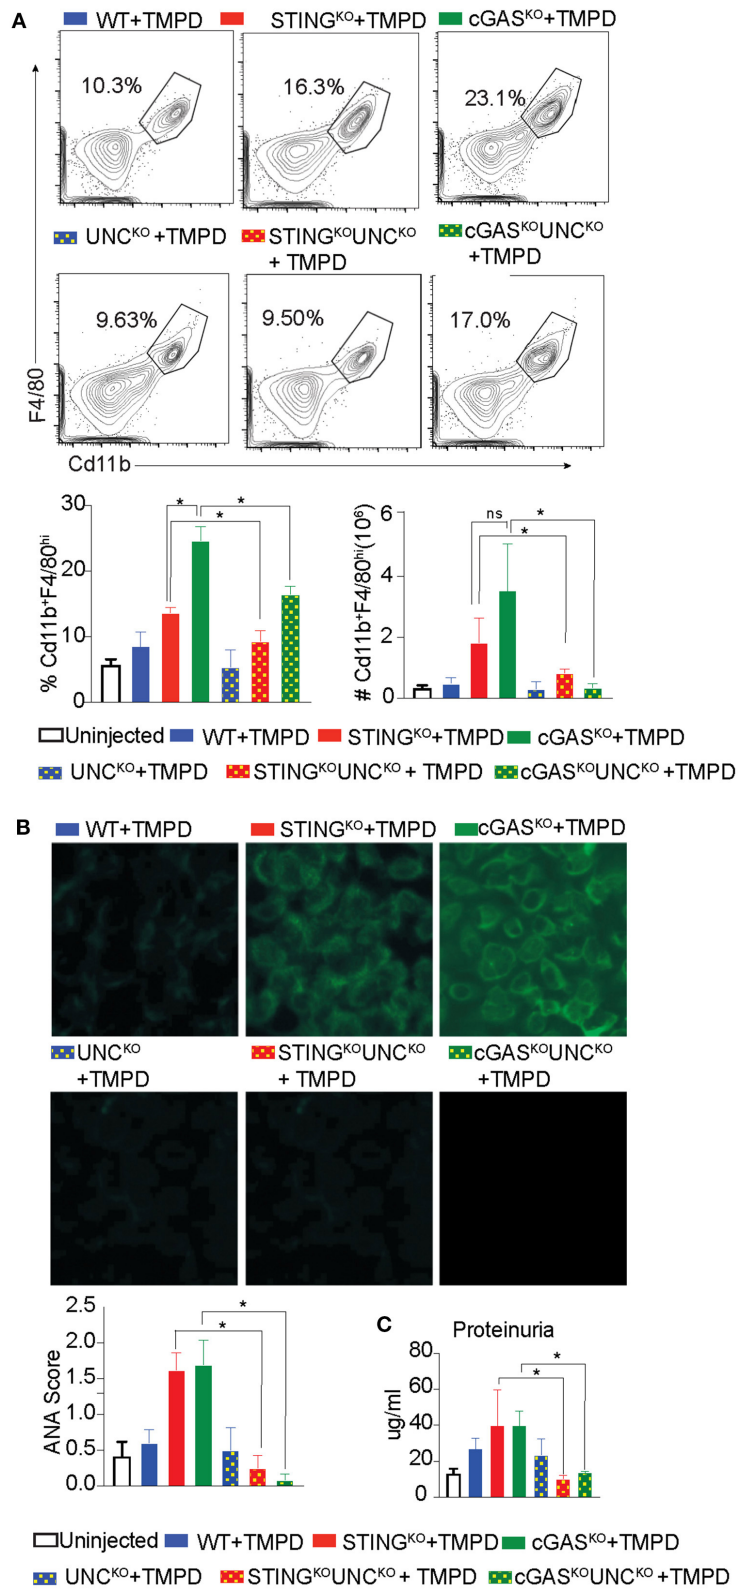 A
WT+TMPD STINGKO+TMPD cGASKO+TMPD
10.3% 16.3% 23.1%
UNCKO +TMPD STINGKOUNCKO + TMPD cGASKOUNCKO +TMPD
9.63% 9.50% 17.0%
F4/80
Cd11b
% Cd11b+F4/80hi
30
20
10
0
* * *
# Cd11b+F4/80hi(106)
6
4
2
0
ns * *
Uninjected WT+TMPD STINGKO+TMPD cGASKO+TMPD
UNCKO+TMPD STINGKOUNCKO + TMPD cGASKOUNCKO +TMPD
B
WT+TMPD STINGKO+TMPD cGASKO+TMPD
UNCKO +TMPD STINGKOUNCKO + TMPD cGASKOUNCKO +TMPD
ANA Score
2.5
2.0
1.5
1.0
0.5
0.0
* *
C
Proteinuria
ug/ml
80
60
40
20
0
* *
Uninjected WT+TMPD STINGKO+TMPD cGASKO+TMPD
UNCKO+TMPD STINGKOUNCKO + TMPD cGASKOUNCKO +TMPD